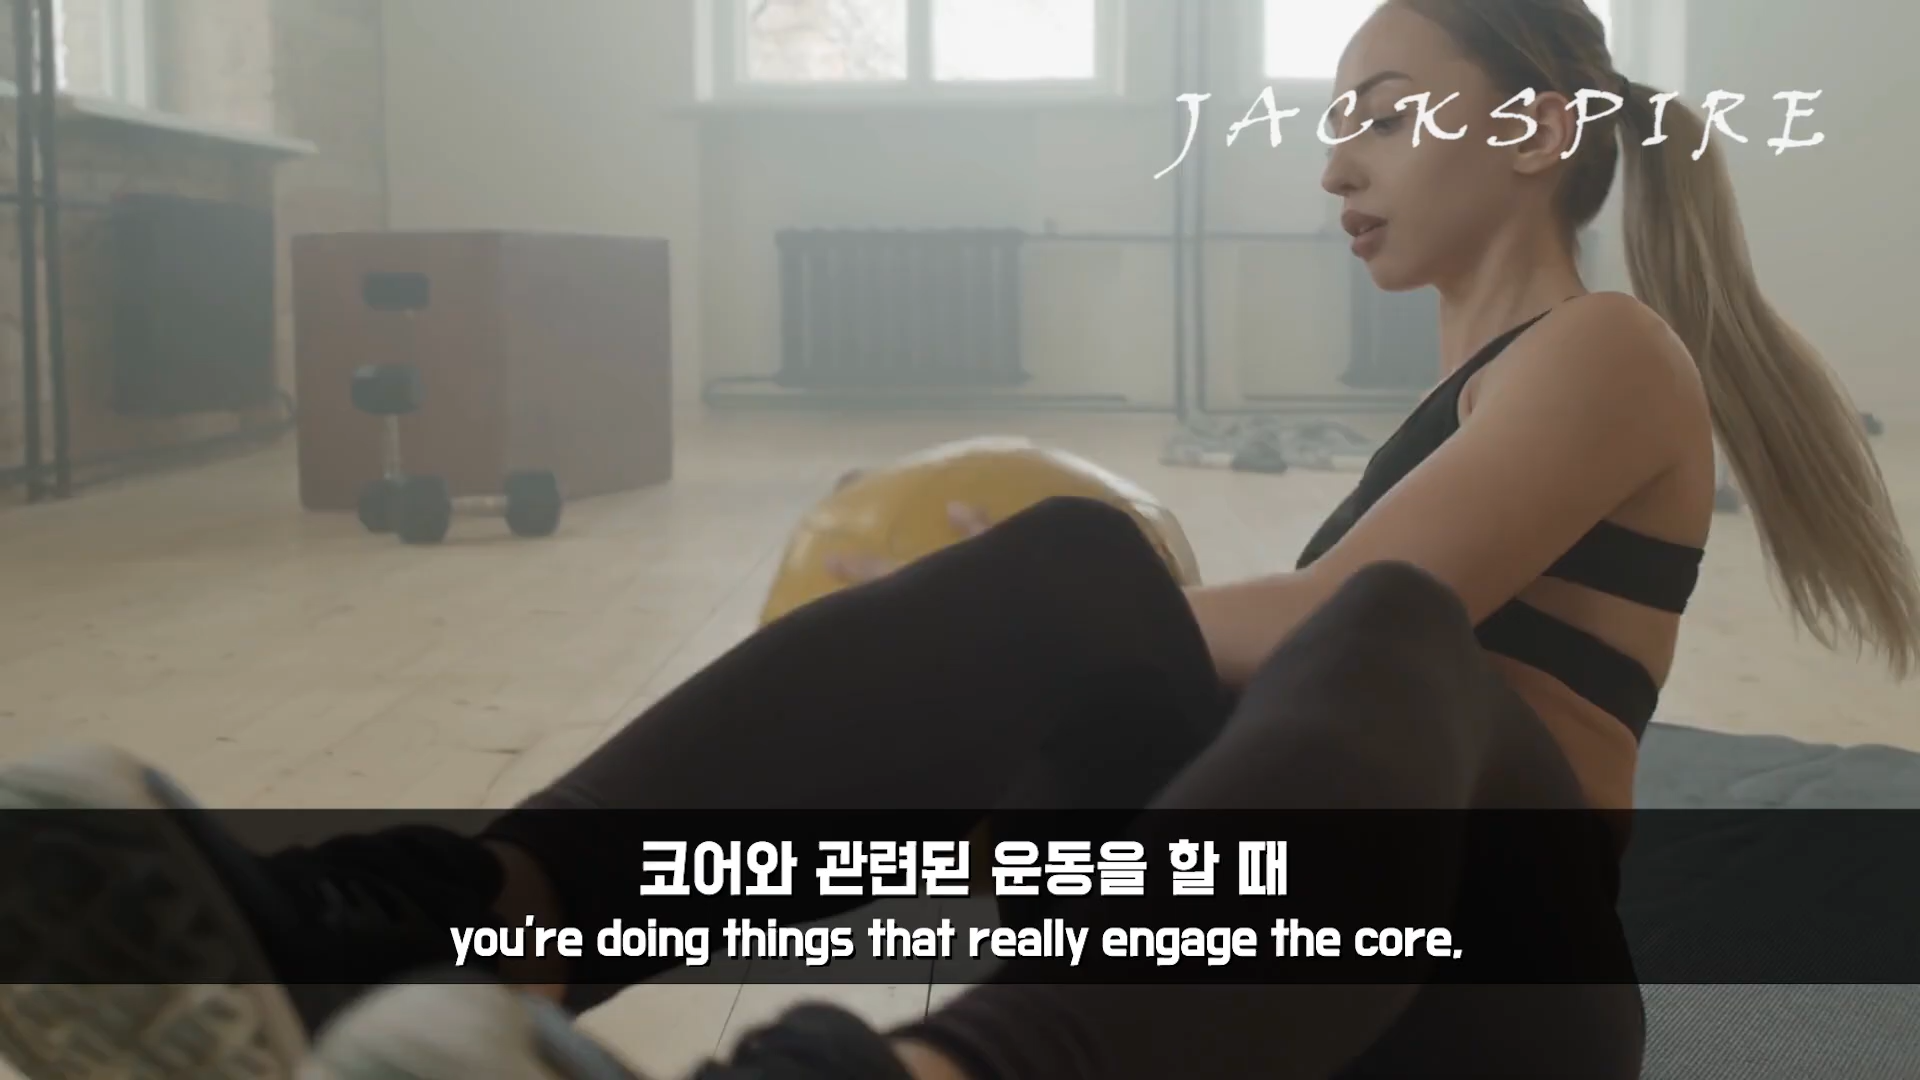 JACKSPIRE
코어와 관련된 운동을 할 때
you're doing things that really engage the core,